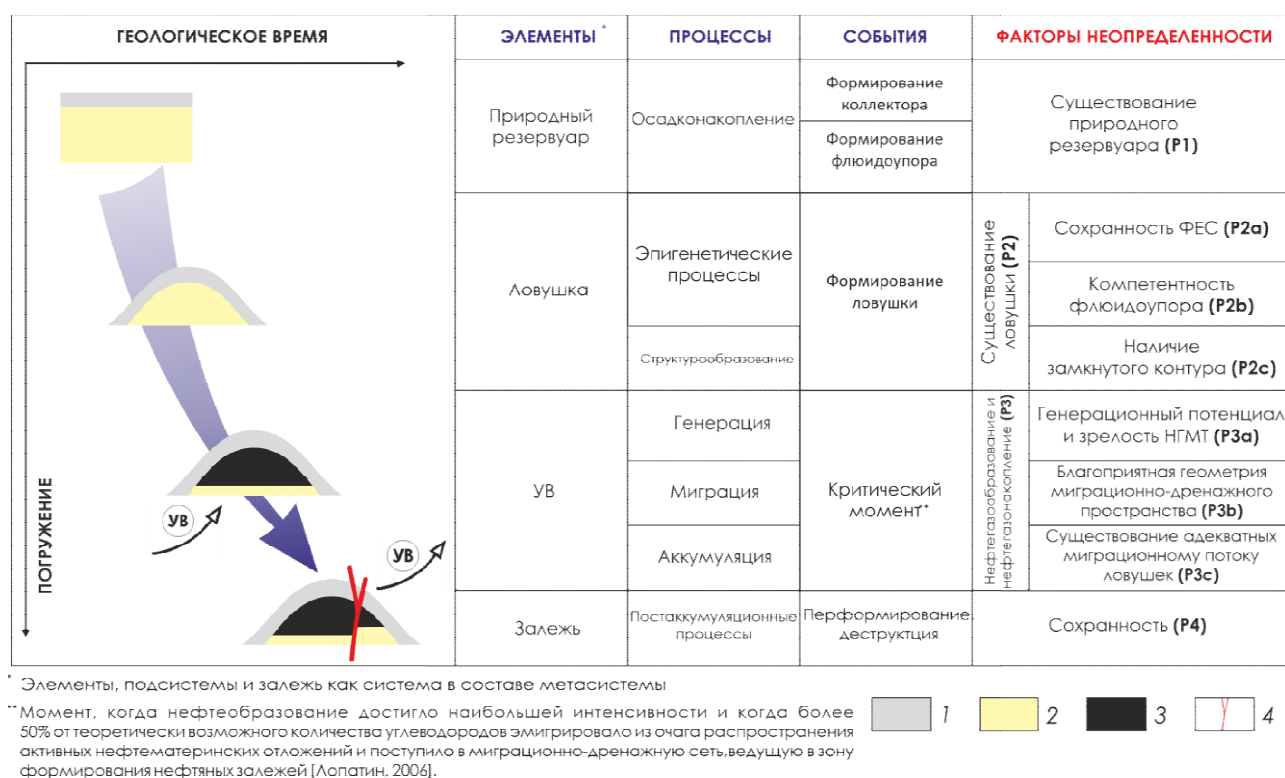 ГЕОЛОГИЧЕСКОЕ ВРЕМЯ
ЭЛЕМЕНТЫ *
ПРОЦЕССЫ
СОБЫТИЯ
ФАКТОРЫ НЕОПРЕДЕЛЕННОСТИ
Природный
резервуар
Осадконакопление
Формирование
коллектора
Формирование
флюидоупора
Существование
природного
резервуара (P1)
Ловушка
Эпигенетические
процессы
Структурообразование
Формирование
ловушки
Существование
ловушки (P2)
Сохранность ФЕС (P2a)
Компетентность
флюидоупора (P2b)
Наличие
замкнутого контура (P2c)
УВ
Генерация
Миграция
Аккумуляция
Критический
момент*
Нефтегазообразование и
нефтегазонакопление (P3)
Генерационный потенциал
и зрелость НГМТ (P3a)
Благоприятная геометрия
миграционно-дренажного
пространства (P3b)
Существование адекватных
миграционному потоку
ловушек (P3c)
Залежь
Постаккумуляционные
процессы
Перформирование,
деструктция
Сохранность (P4)
ПОГРУЖЕНИЕ
УВ
УВ
* Элементы, подсистемы и залежь как система в составе метасистемы
** Момент, когда нефтеобразование достигло наибольшей интенсивности и когда более
50% от теоретически возможного количества углеводородов эмигрировало из очага распространения
активных нефтематеринских отложений и поступило в миграционно-дренажную сеть,ведущую в зону
формирования нефтяных залежей [Лопатин, 2006].
1
2
3
4